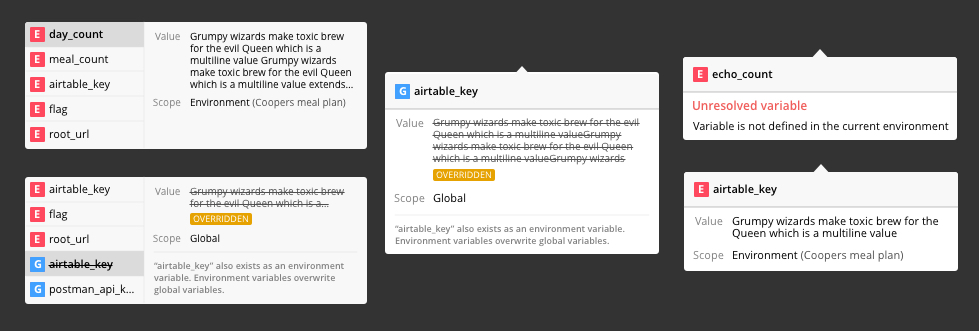 E day_count
E meal_count
E airtable_key
E flag
E root_url
Value Grumpy wizards make toxic brew
for the evil Queen which is a
multiline value Grumpy wizards
make toxic brew for the evil Queen
which is a multiline value extends...
Scope Environment (Coopers meal plan)
E airtable_key
E flag
E root_url
G airtable_key
G postman_api_k...
Value Grumpy wizards make toxic brew
for the evil Queen which is a...
OVERRIDDEN
Scope Global
“airtable_key” also exists as an environment
variable. Environment variables overwrite
global variables.
G airtable_key
Value Grumpy wizards make toxic brew for the evil
Queen which is a multiline valueGrumpy
wizards make toxic brew for the evil Queen
which is a multiline valueGrumpy wizards
OVERRIDDEN
Scope Global
“airtable_key” also exists as an environment variable.
Environment variables overwrite global variables.
E echo_count
Unresolved variable
Variable is not defined in the current environment
E airtable_key
Value Grumpy wizards make toxic brew for the
Queen which is a multiline value
Scope Environment (Coopers meal plan)